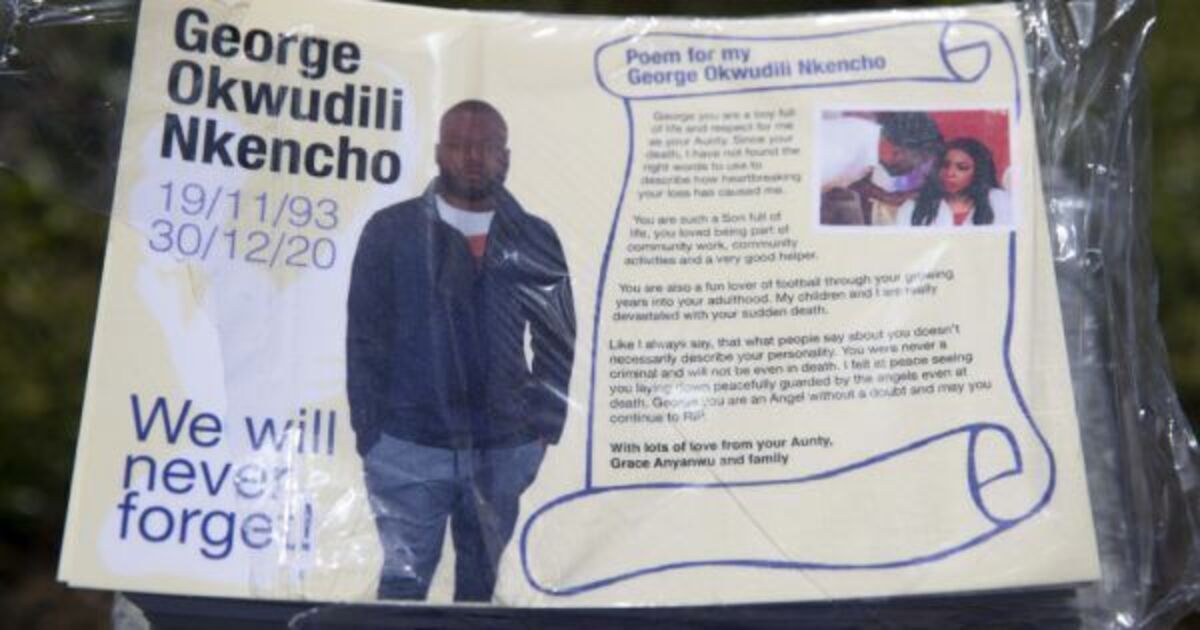 George
Okwudili
Nkencho
19/11/93
30/12/20
We will
never
forget!
Poem for my
George Okwudili Nkencho
George you are a boy full
of life and respect for me
as your Aunty. Since your
death, I have not found the
right words to use to
describe how heartbreaking
your loss has caused me.
You are such a Son full of
life, you loved being part of
community work, community
activities and a very good helper.
You are also a fun lover of football through your growing
years into your adulthood. My children and I are really
devastated with your sudden death.
Like I always say, that what people say about you doesn't
necessarily describe your personality. You were never a
criminal and will not be even in death. I felt at peace seeing
you laying down peacefully guarded by the angels even at
death. George you are an Angel without a doubt and may you
continue to RIP.
With lots of love from your Aunty,
Grace Anyanwu and family